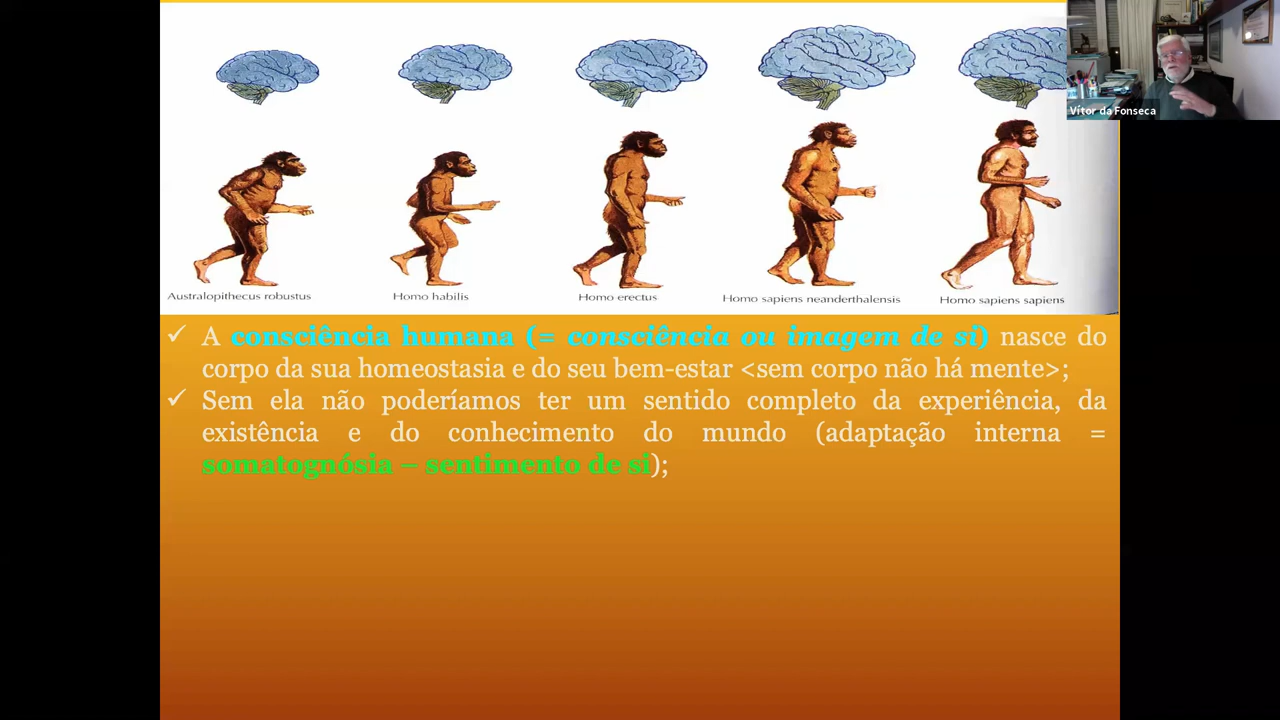 Vítor da Fonseca
Australopithecus robustus
Homo habilis
Homo erectus
Homo sapiens neanderthalensis
Homo sapiens sapiens
✓ A consciência humana (= consciência ou imagem de si) nasce do
corpo da sua homeostasia e do seu bem-estar <sem corpo não há mente>;
✓ Sem ela não poderíamos ter um sentido completo da experiência, da
existência e do conhecimento do mundo (adaptação interna =
somatognósia – sentimento de si);